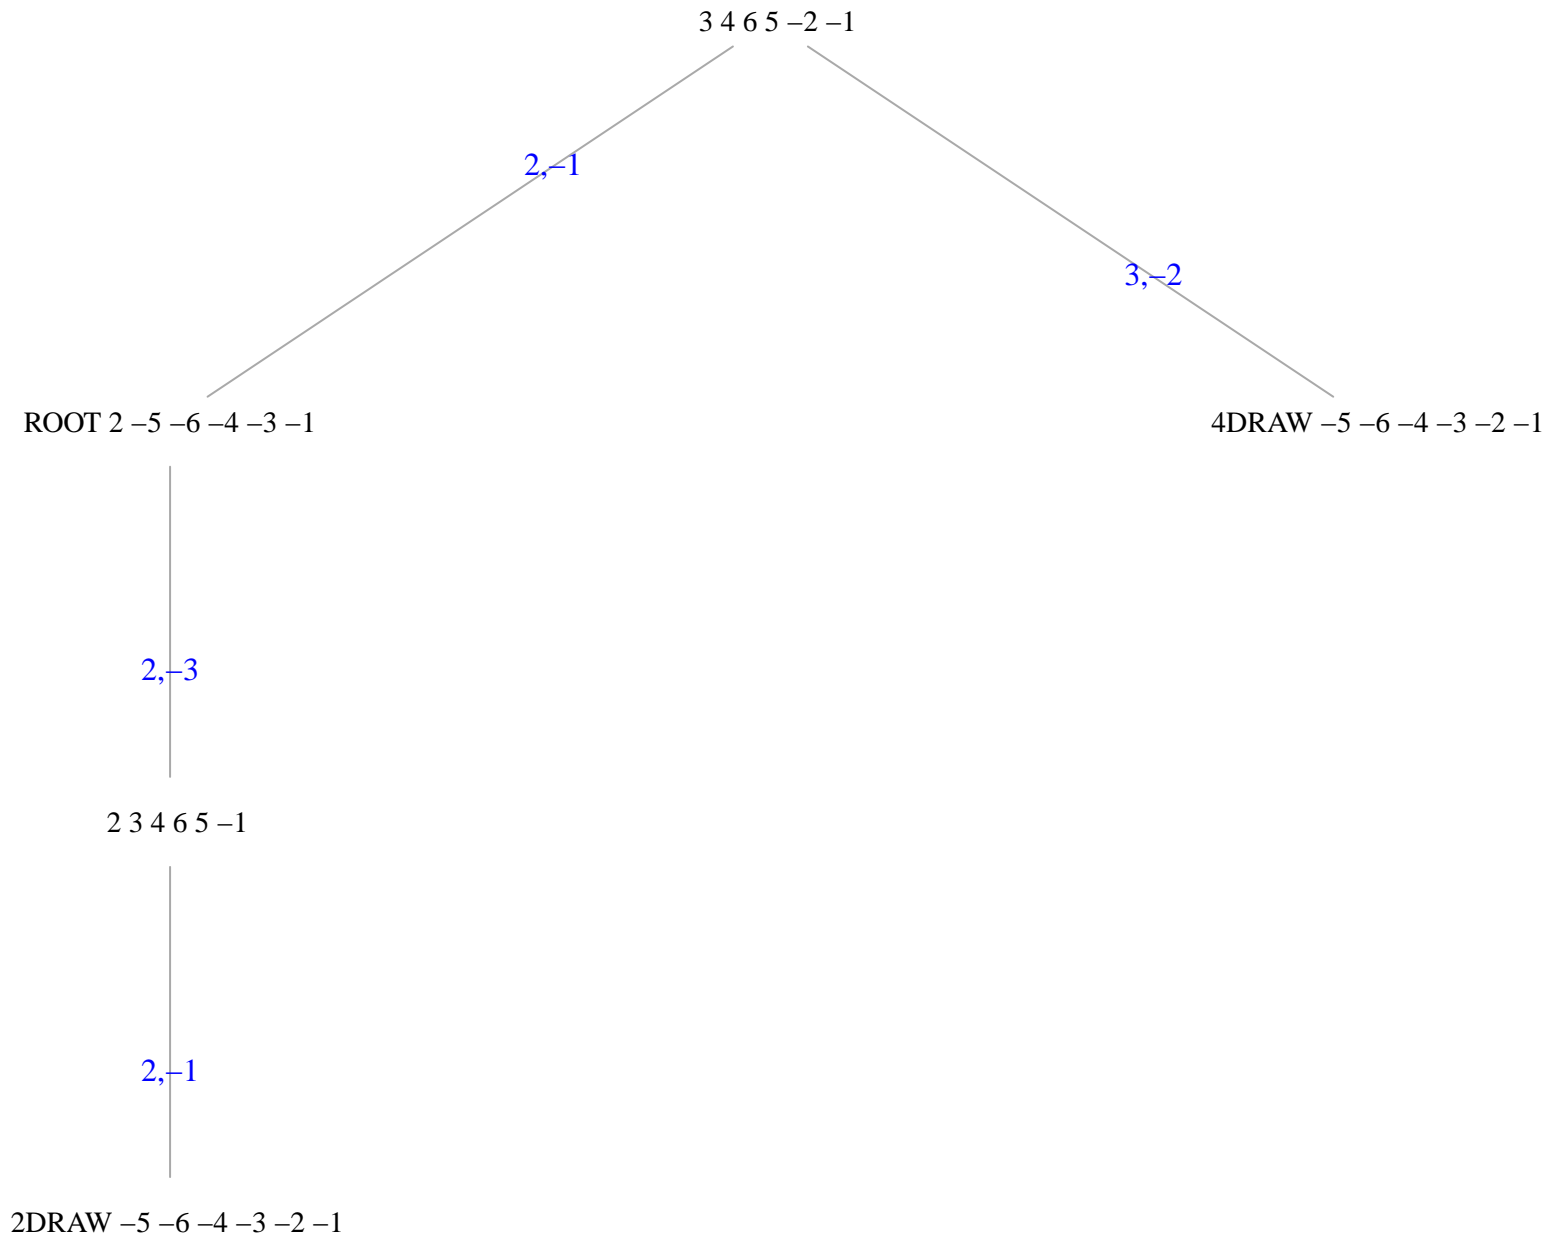 3 4 6 5 –2 –1
2,–1
3,–2
ROOT 2 –5 –6 –4 –3 –1
4DRAW –5 –6 –4 –3 –2 –1
2,–3
2 3 4 6 5 –1
2,–1
2DRAW –5 –6 –4 –3 –2 –1